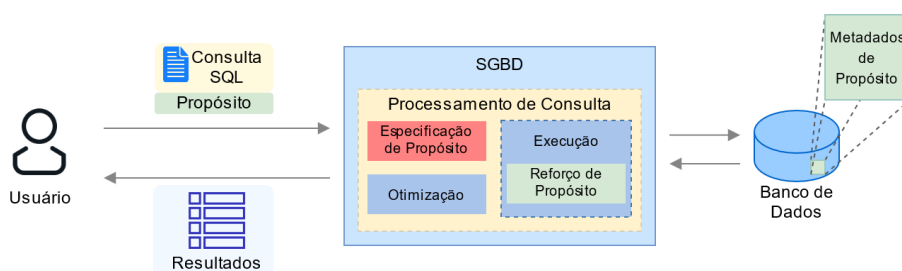 Usuário
Consulta
SQL
Propósito
Resultados
SGBD
Processamento de Consulta
Especificação
de Propósito
Otimização
Execução
Reforço de
Propósito
Metadados
de
Propósito
Banco de
Dados